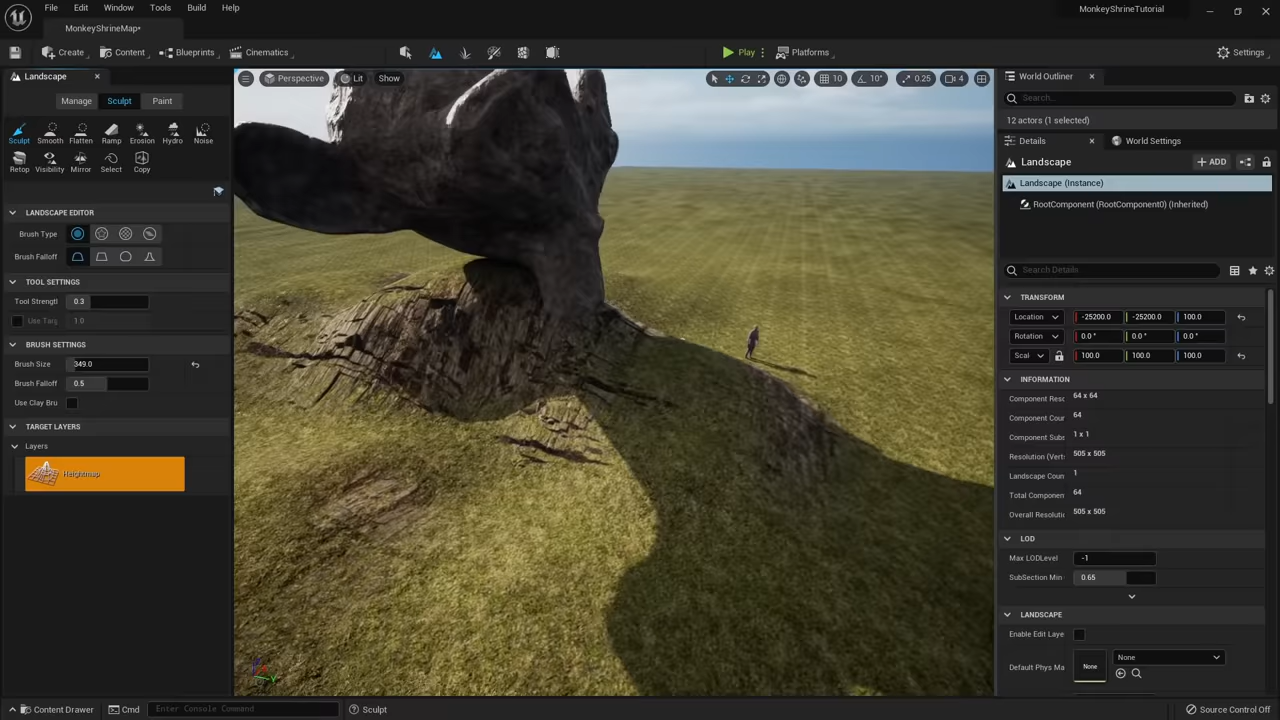 File Edit Window Tools Build Help
MonkeyShrineTutorial
MonkeyShrineMap*
Create Content Blueprints Cinematics Play Platforms Settings
Landscape
Manage Sculpt Paint
Sculpt Smooth Flatten Ramp Erosion Hydro Noise
Retop Visibility Mirror Select Copy
LANDSCAPE EDITOR
Brush Type
Brush Falloff
TOOL SETTINGS
Tool Strengtl 0.3
Use Targ 1.0
BRUSH SETTINGS
Brush Size 349.0
Brush Falloff 0.5
Use Clay Bru
TARGET LAYERS
Layers
Heightmap
Perspective Lit Show
10 10° 0.25 4
World Outliner
Search...
12 actors (1 selected)
Details World Settings
Landscape + ADD
Landscape (Instance)
RootComponent (RootComponent0) (Inherited)
Search Details
TRANSFORM
Location -25200.0 -25200.0 100.0
Rotation 0.0 ° 0.0 ° 0.0 °
Scal 100.0 100.0 100.0
INFORMATION
Component Resc 64 x 64
Component Cour 64
Component Subs 1 x 1
Resolution (Vert: 505 x 505
Landscape Coun 1
Total Componen 64
Overall Resolutic 505 x 505
LOD
Max LODLevel -1
SubSection Min 0.65
LANDSCAPE
Enable Edit Laye
Default Phys Ma None None
Content Drawer Cmd Enter Console Command Sculpt Source Control Off